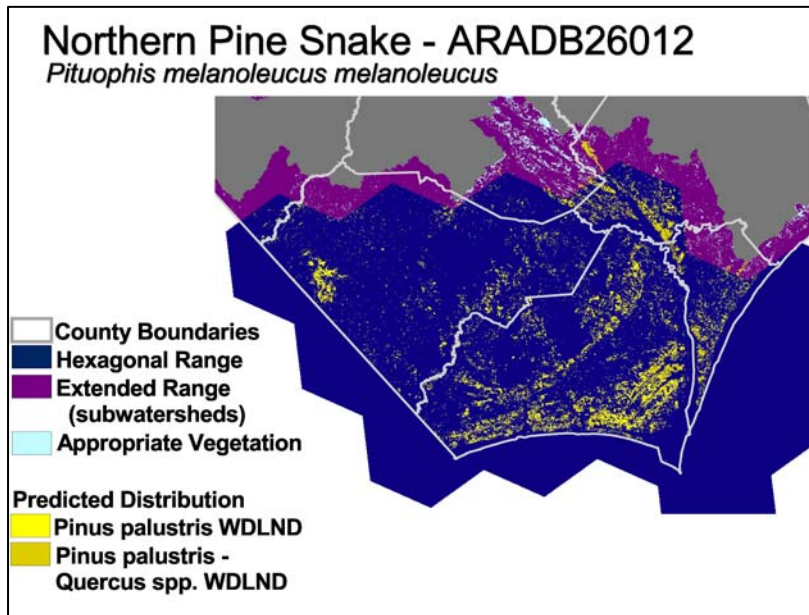 Northern Pine Snake - ARADB26012
Pituophis melanoleucus melanoleucus
County Boundaries
Hexagonal Range
Extended Range
(subwatersheds)
Appropriate Vegetation
Predicted Distribution
Pinus palustris WDLND
Pinus palustris -
Quercus spp. WDLND